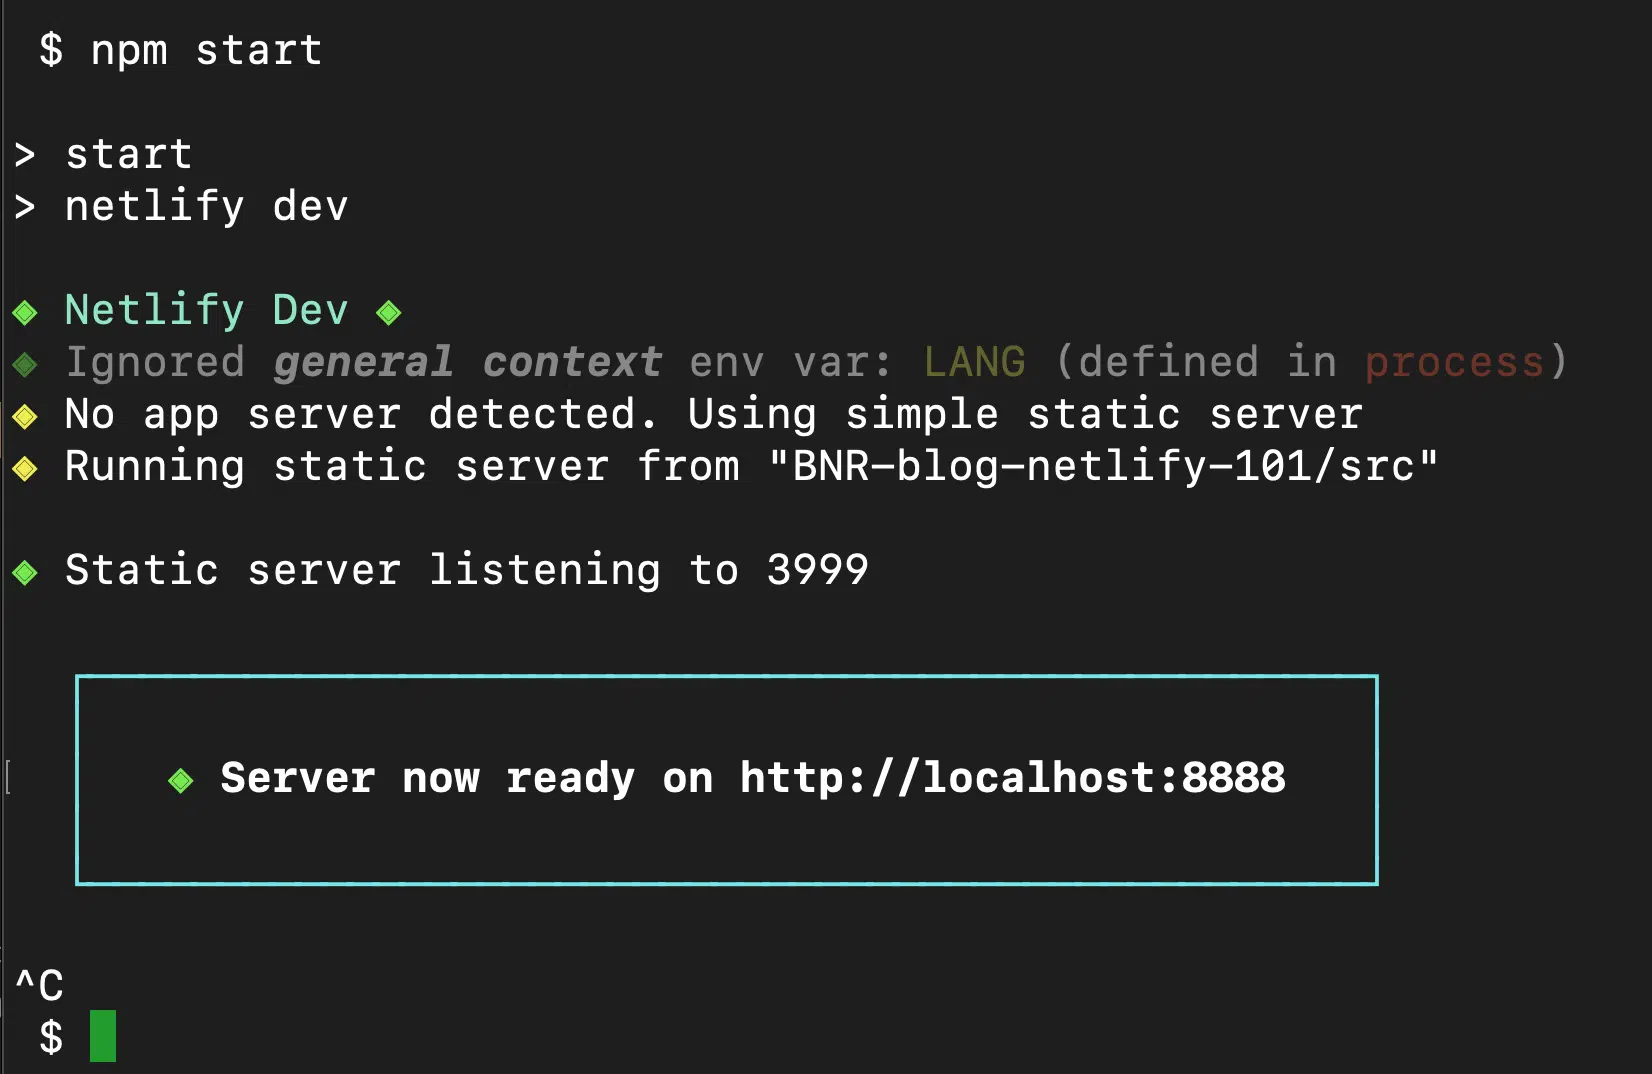 $ npm start
> start
> netlify dev
◈ Netlify Dev ◈
◈ Ignored general context env var: LANG (defined in process)
◈ No app server detected. Using simple static server
◈ Running static server from "BNR-blog-netlify-101/src"
◈ Static server listening to 3999
◈ Server now ready on http://localhost:8888
^C
$